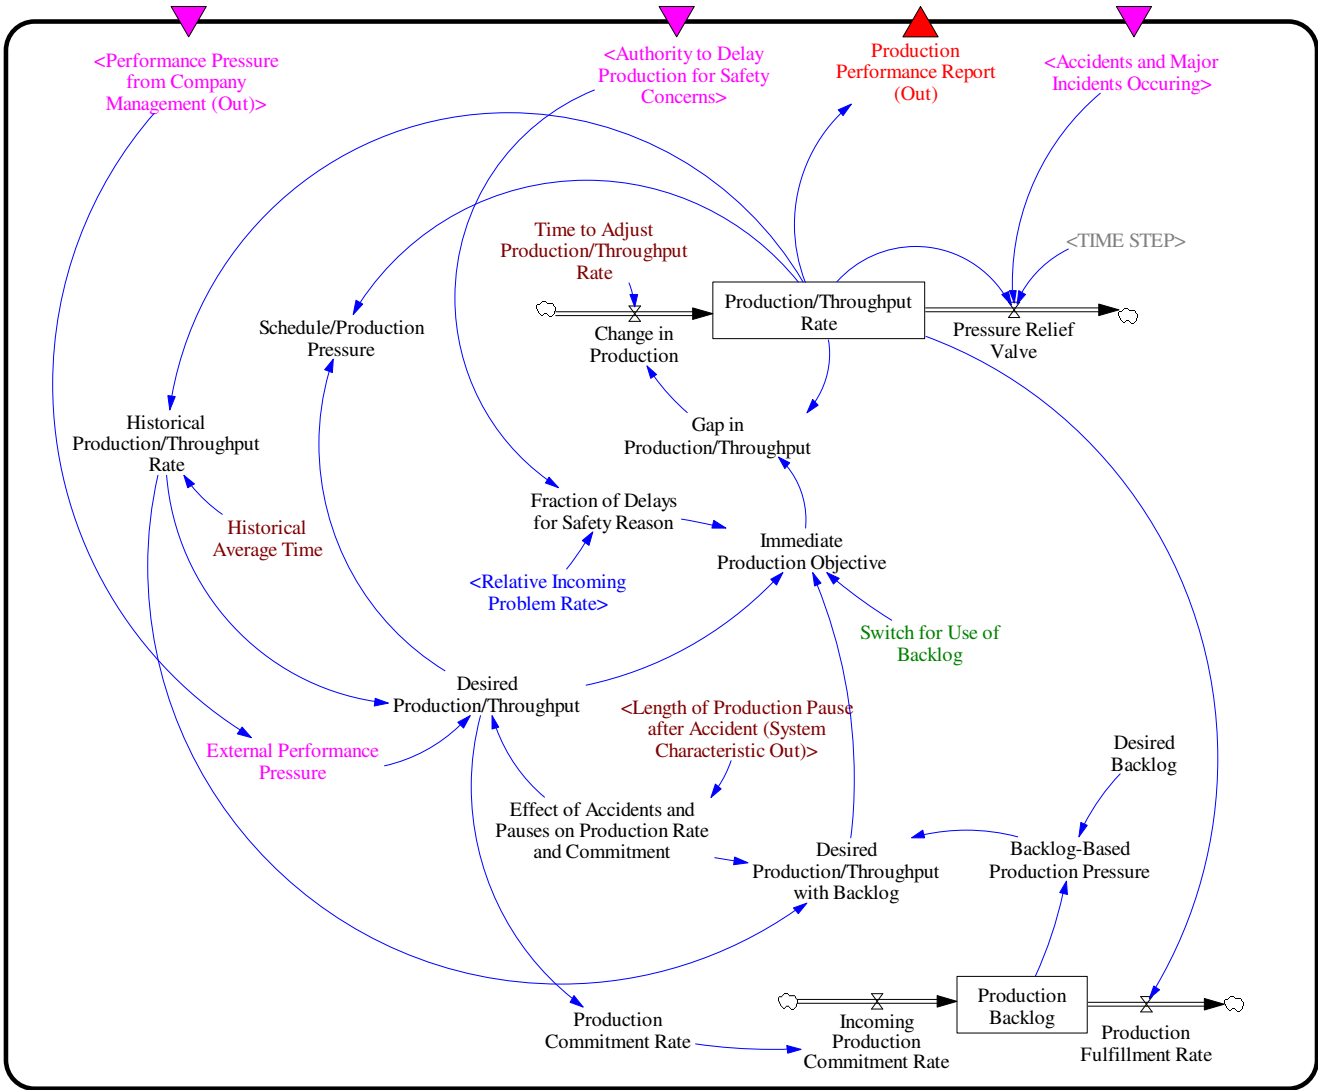 <Performance Pressure
from Company
Management (Out)>
<Authority to Delay
Production for Safety
Concerns>
Production
Performance Report
(Out)
<Accidents and Major
Incidents Occuring>
Time to Adjust
Production/Throughput
Rate
<TIME STEP>
Production/Throughput
Rate
Schedule/Production
Pressure
Change in
Production
Pressure Relief
Valve
Historical
Production/Throughput
Rate
Gap in
Production/Throughput
Fraction of Delays
for Safety Reason
Historical
Average Time
Immediate
Production Objective
<Relative Incoming
Problem Rate>
Switch for Use of
Backlog
Desired
Production/Throughput
<Length of Production Pause
after Accident (System
Characteristic Out)>
External Performance
Pressure
Desired
Backlog
Effect of Accidents and
Pauses on Production Rate
and Commitment
Desired
Production/Throughput
with Backlog
Backlog-Based
Production Pressure
Production
Backlog
Production
Commitment Rate
Incoming
Production
Commitment Rate
Production
Fulfillment Rate